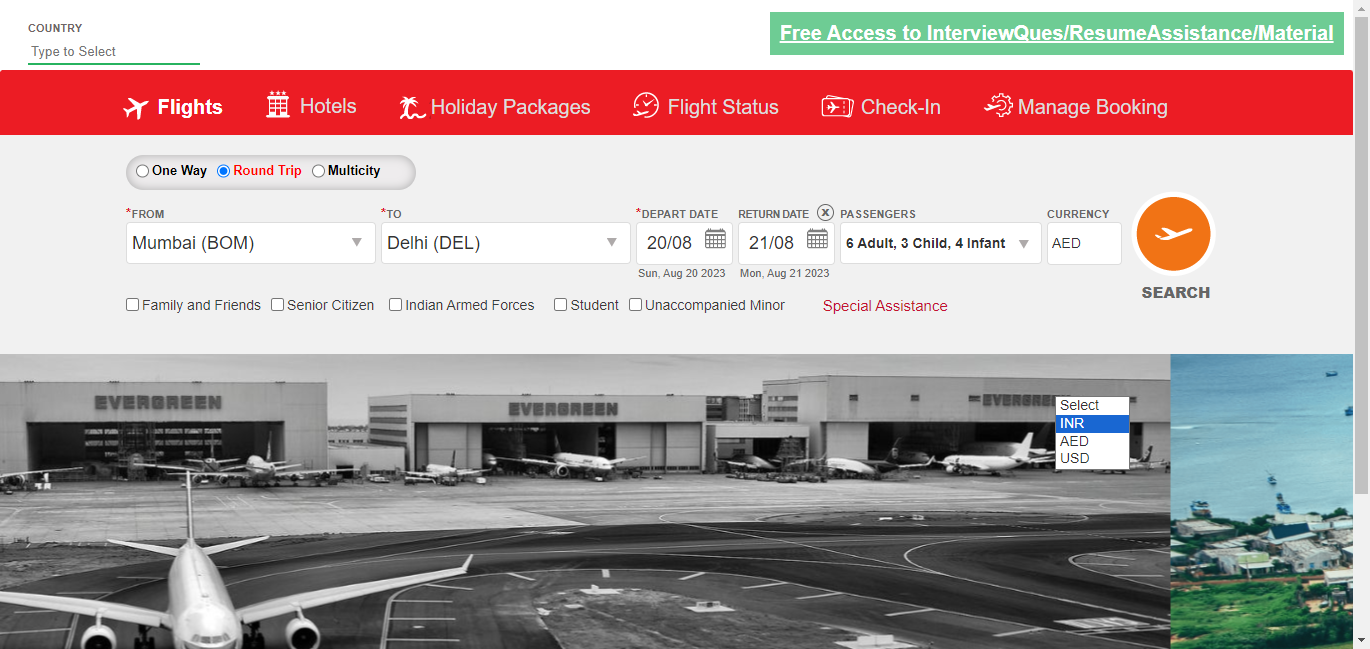 COUNTRY
Type to Select
Free Access to InterviewQues/ResumeAssistance/Material
Flights
Hotels
Holiday Packages
Flight Status
Check-In
Manage Booking
One Way
Round Trip
Multicity
*FROM
*TO
*DEPART DATE
RETURN DATE
X
PASSENGERS
CURRENCY
Mumbai (BOM)
Delhi (DEL)
20/08
21/08
6 Adult, 3 Child, 4 Infant
AED
Sun, Aug 20 2023
Mon, Aug 21 2023
SEARCH
Family and Friends
Senior Citizen
Indian Armed Forces
Student
Unaccompanied Minor
Special Assistance
EVERGREEN
EVERGREEN
EVERGREEN
Select
INR
AED
USD